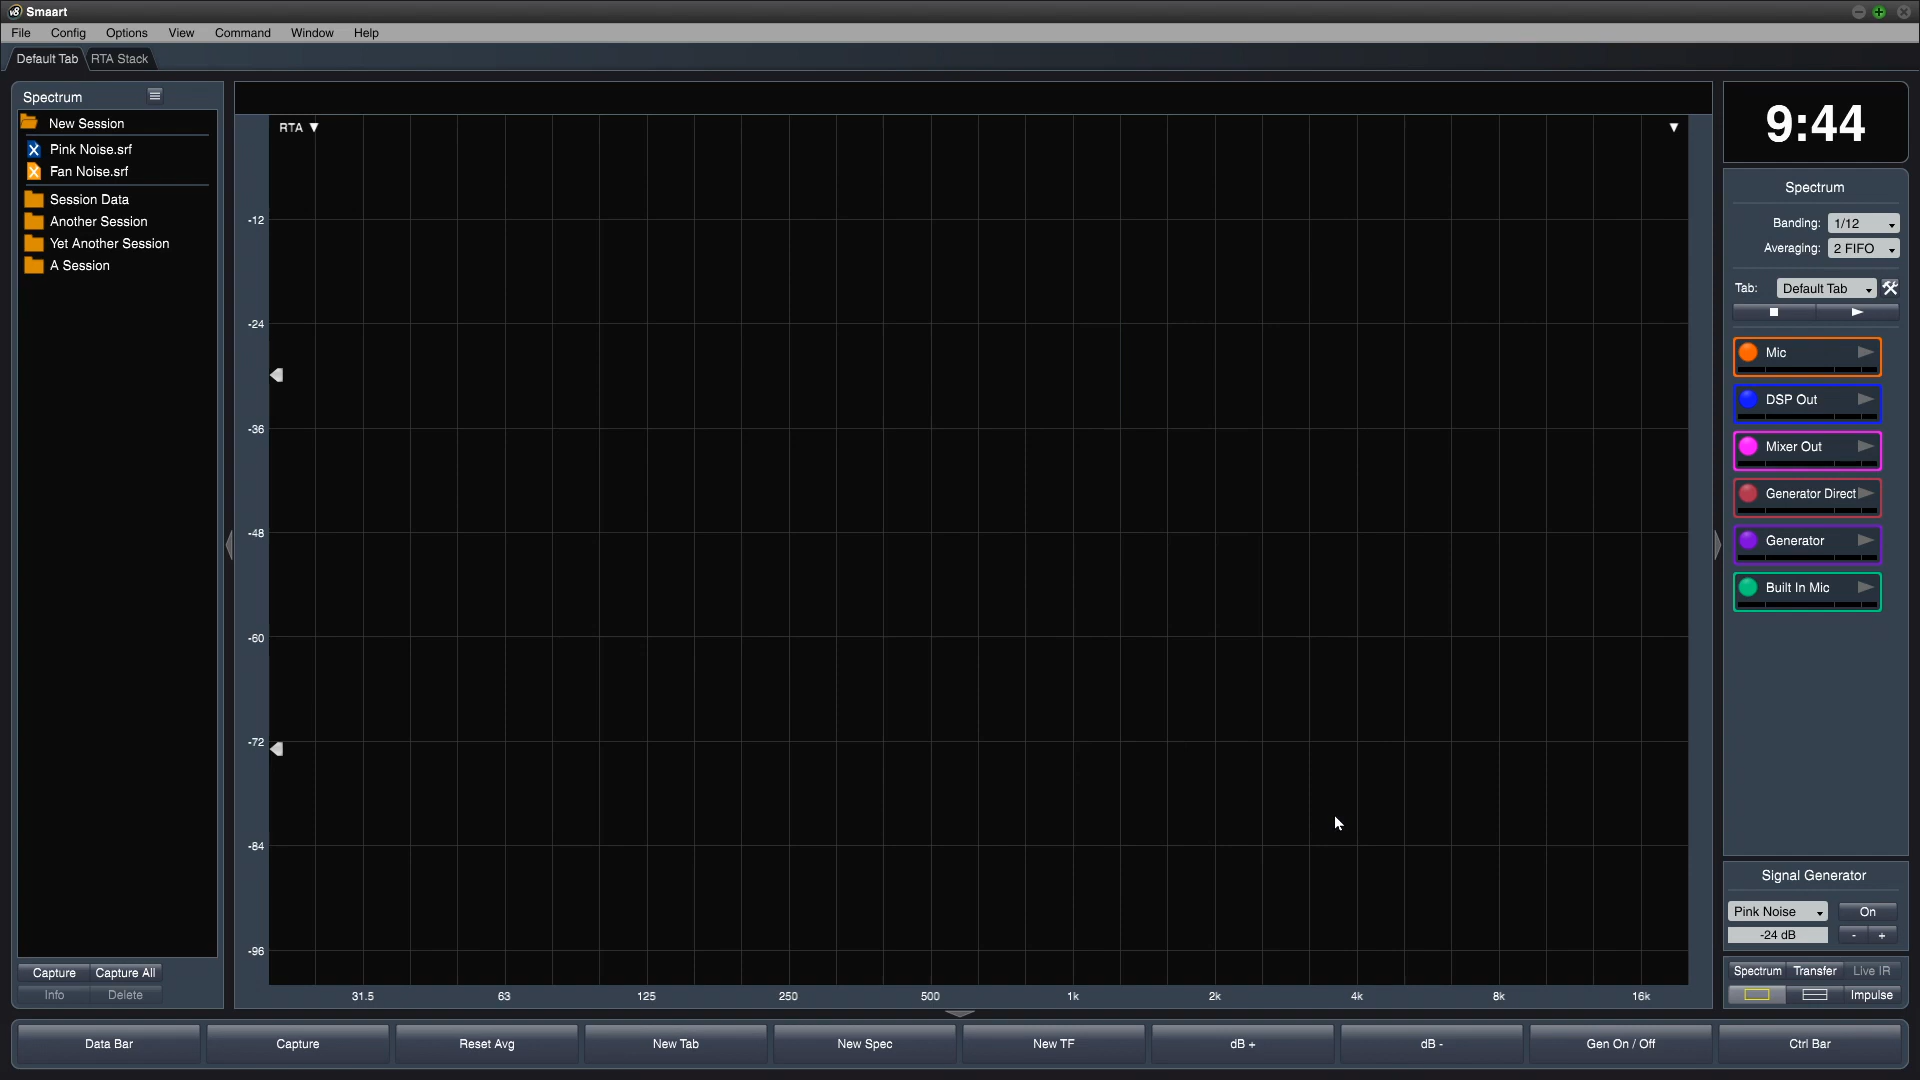 v8 Smaart
File Config Options View Command Window Help
Default Tab RTA Stack
Spectrum
New Session
Pink Noise.srf
Fan Noise.srf
Session Data
Another Session
Yet Another Session
A Session
Capture Capture All
Info Delete
RTA
-12
-24
-36
-48
-60
-72
-84
-96
31.5 63 125 250 500 1k 2k 4k 8k 16k
9:44
Spectrum
Banding: 1/12
Averaging: 2 FIFO
Tab: Default Tab
Mic
DSP Out
Mixer Out
Generator Direct
Generator
Built In Mic
Signal Generator
Pink Noise On
-24 dB - +
Spectrum Transfer Live IR
Impulse
Data Bar Capture Reset Avg New Tab New Spec New TF dB + dB - Gen On / Off Ctrl Bar